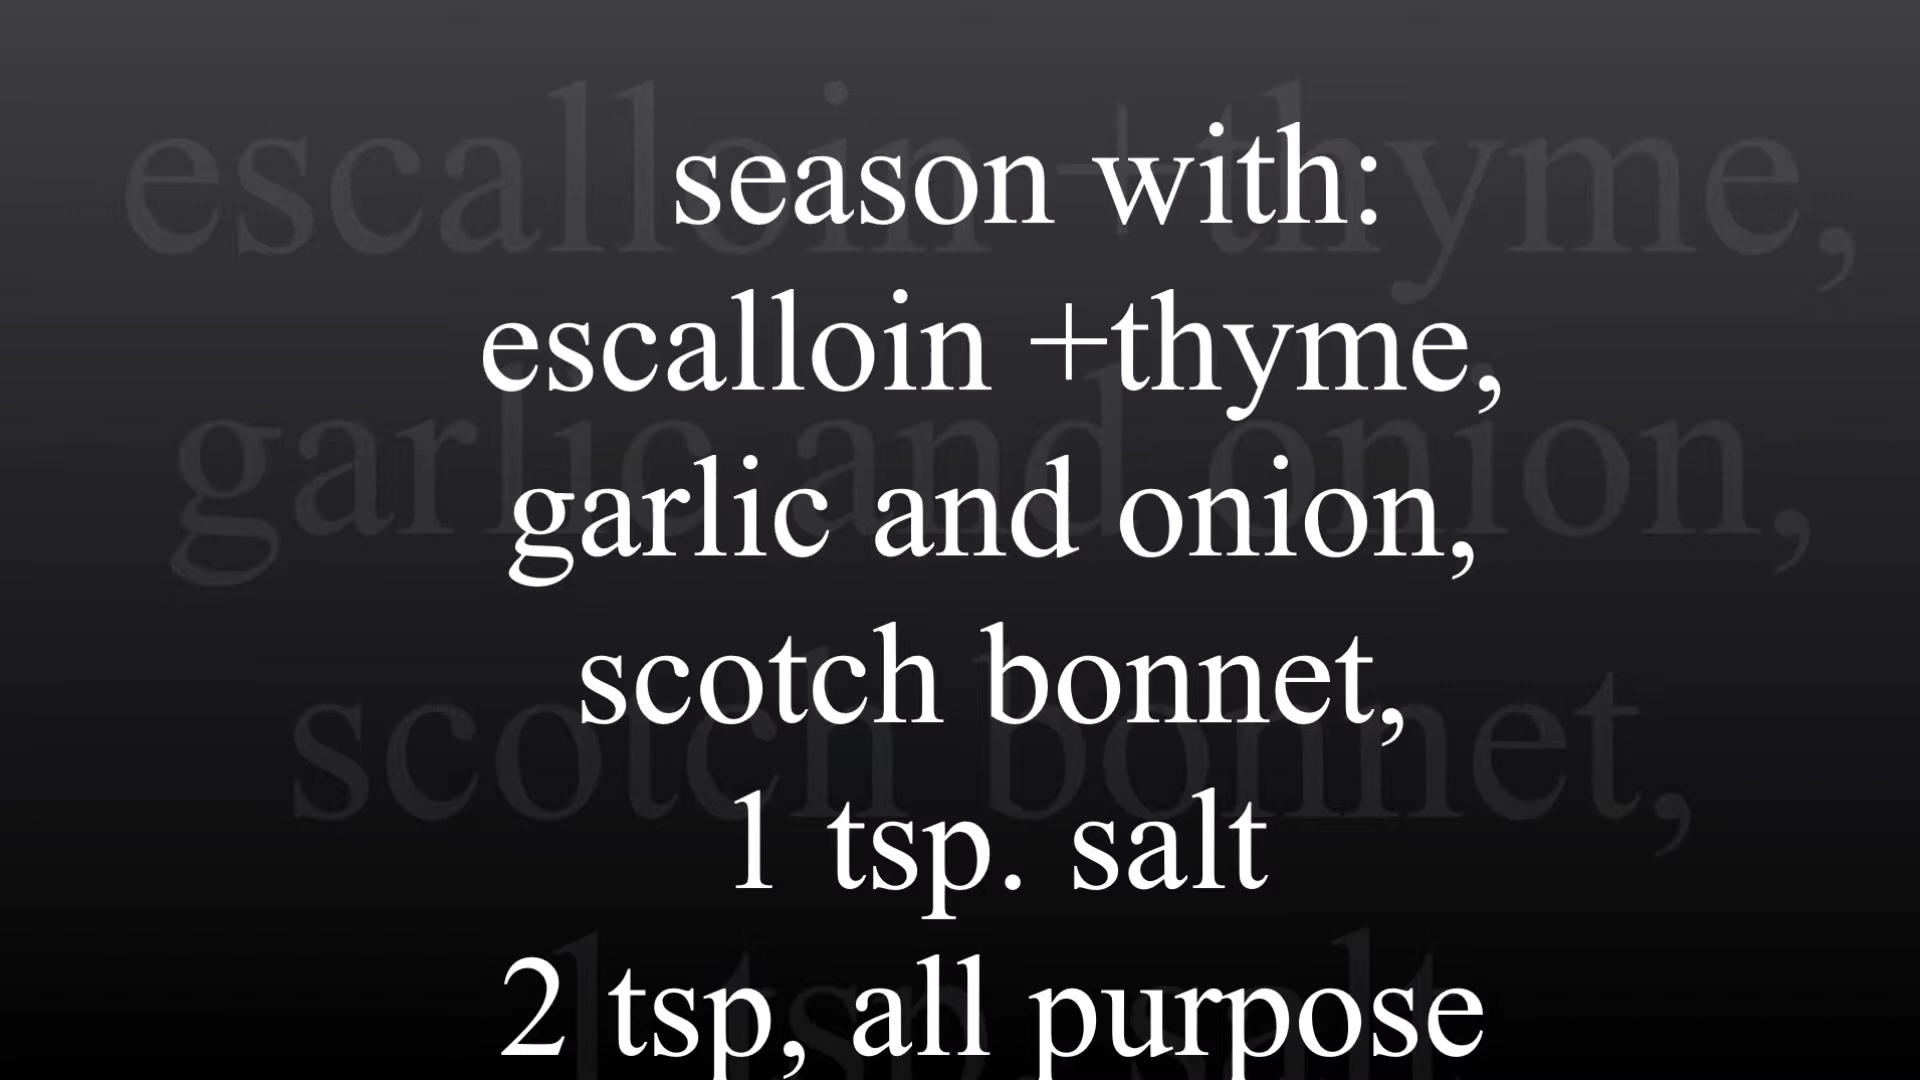 season with:
escalloin +thyme,
garlic and onion,
scotch bonnet,
1 tsp. salt
2 tsp, all purpose